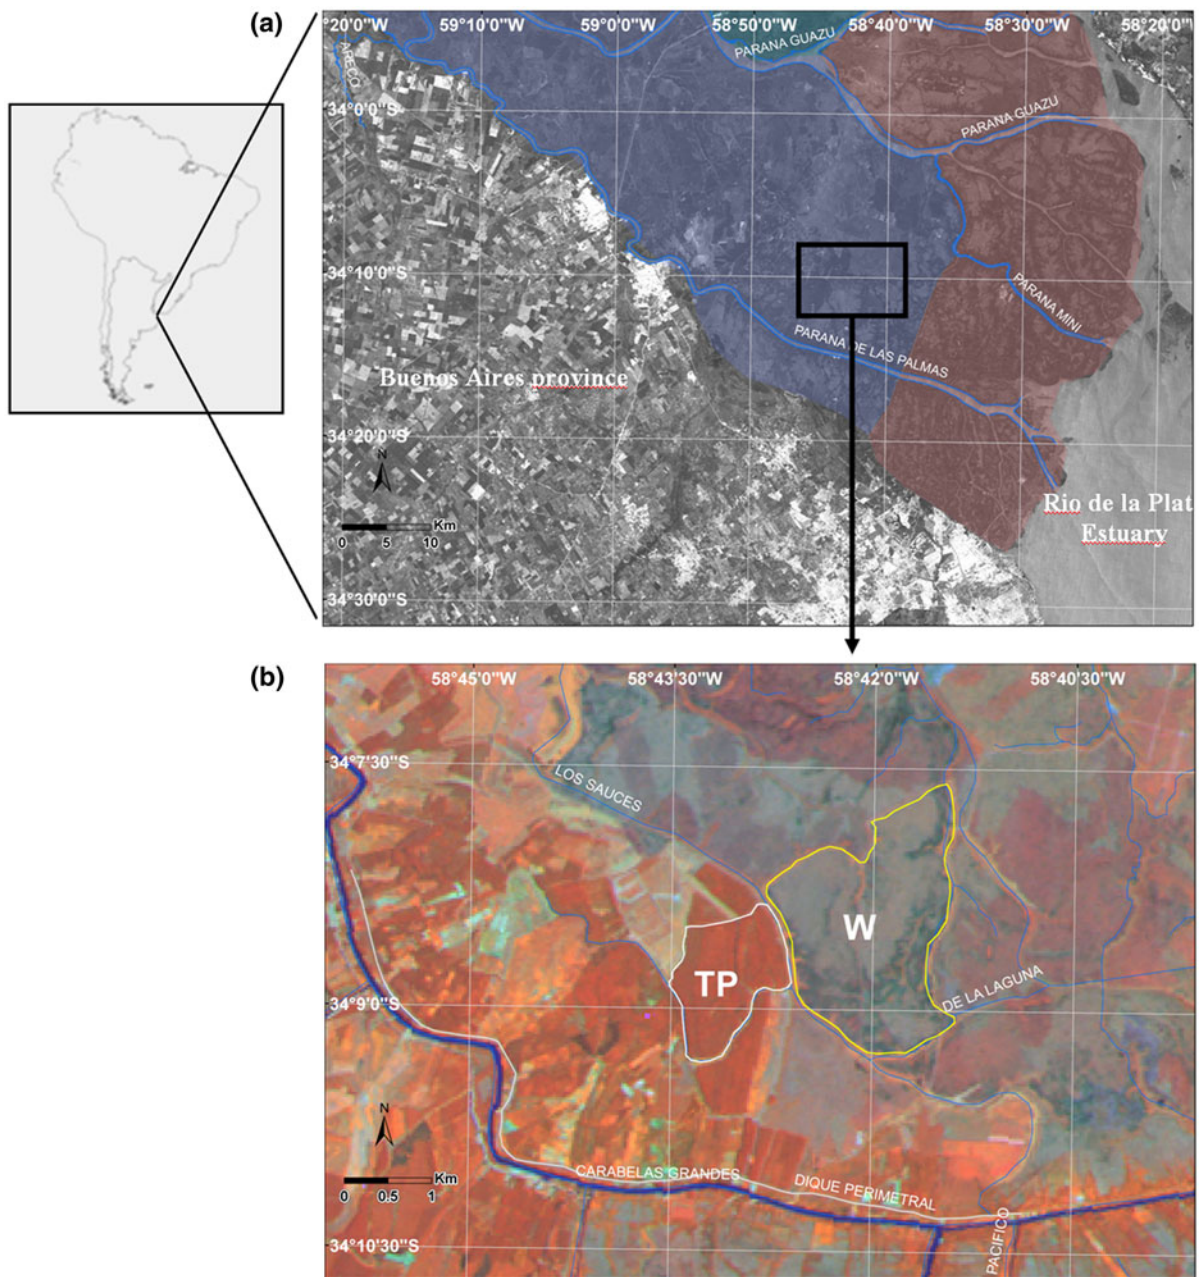 (a)
59°20'0"W 59°10'0"W 59°0'0"W 58°50'0"W 58°40'0"W 58°30'0"W 58°20'0"W
ARECO
PARANA GUAZU
34°0'0"S
PARANA GUAZU
34°10'0"S
PARANA MINI
PARANA DE LAS PALMAS
Buenos Aires province
34°20'0"S
N
Km
0 5 10
Rio de la Plat
Estuary
34°30'0"S
(b)
58°45'0"W 58°43'30"W 58°42'0"W 58°40'30"W
34°7'30"S
LOS SAUCES
W
TP
DE LA LAGUNA
34°9'0"S
N
Km
0 0.5 1
CARABELAS GRANDES
DIQUE PERIMETRAL
PACIFICO
34°10'30"S